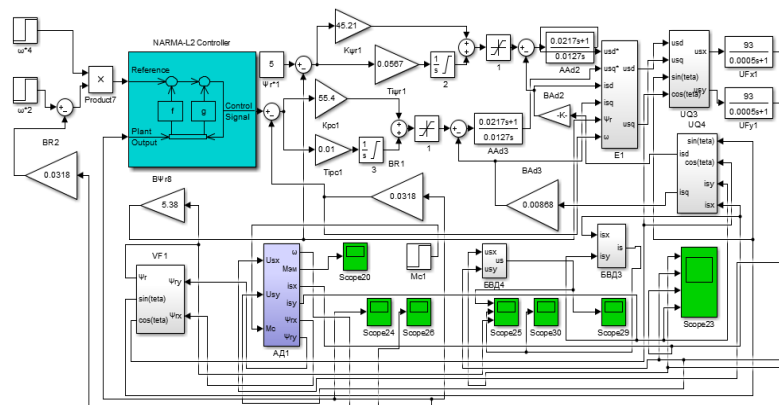 ω*4
ω*2
×
Product7
NARMA-L2 Controller
Reference
f
g
Plant
Output
Control
Signal
BR2
0.0318
5
Ψr*1
45.21
Kψr1
0.0567
Tiψr1
1
s
2
1
55.4
Kpc1
0.01
Tipc1
1
s
3
BR1
1
0.0217s+1
0.0127s
ААd2
0.0217s+1
0.0127s
ААd3
BAd2
-K-
BAd3
0.00868
0.0318
usd*
usq*
isd
isq
Ψr
ω
usd
usq
E1
usd
usq
sin(teta)
cos(teta)
usx
usy
UQ3
93
0.0005s+1
UFx1
93
0.0005s+1
UFy1
UQ4
sin(teta)
isd
cos(teta)
isy
isq
isx
BΨr8
5.38
VF1
Ψr
sin(teta)
cos(teta)
Ψry
Ψrx
Usx
Usy
Mc
ω
Мэм
isx
isy
Ψrx
Ψry
АД1
Scope20
Mc1
Scope24
Scope26
usx
usy
us
БВД4
isx
isy
is
БВД3
Scope25
Scope30
Scope29
Scope23